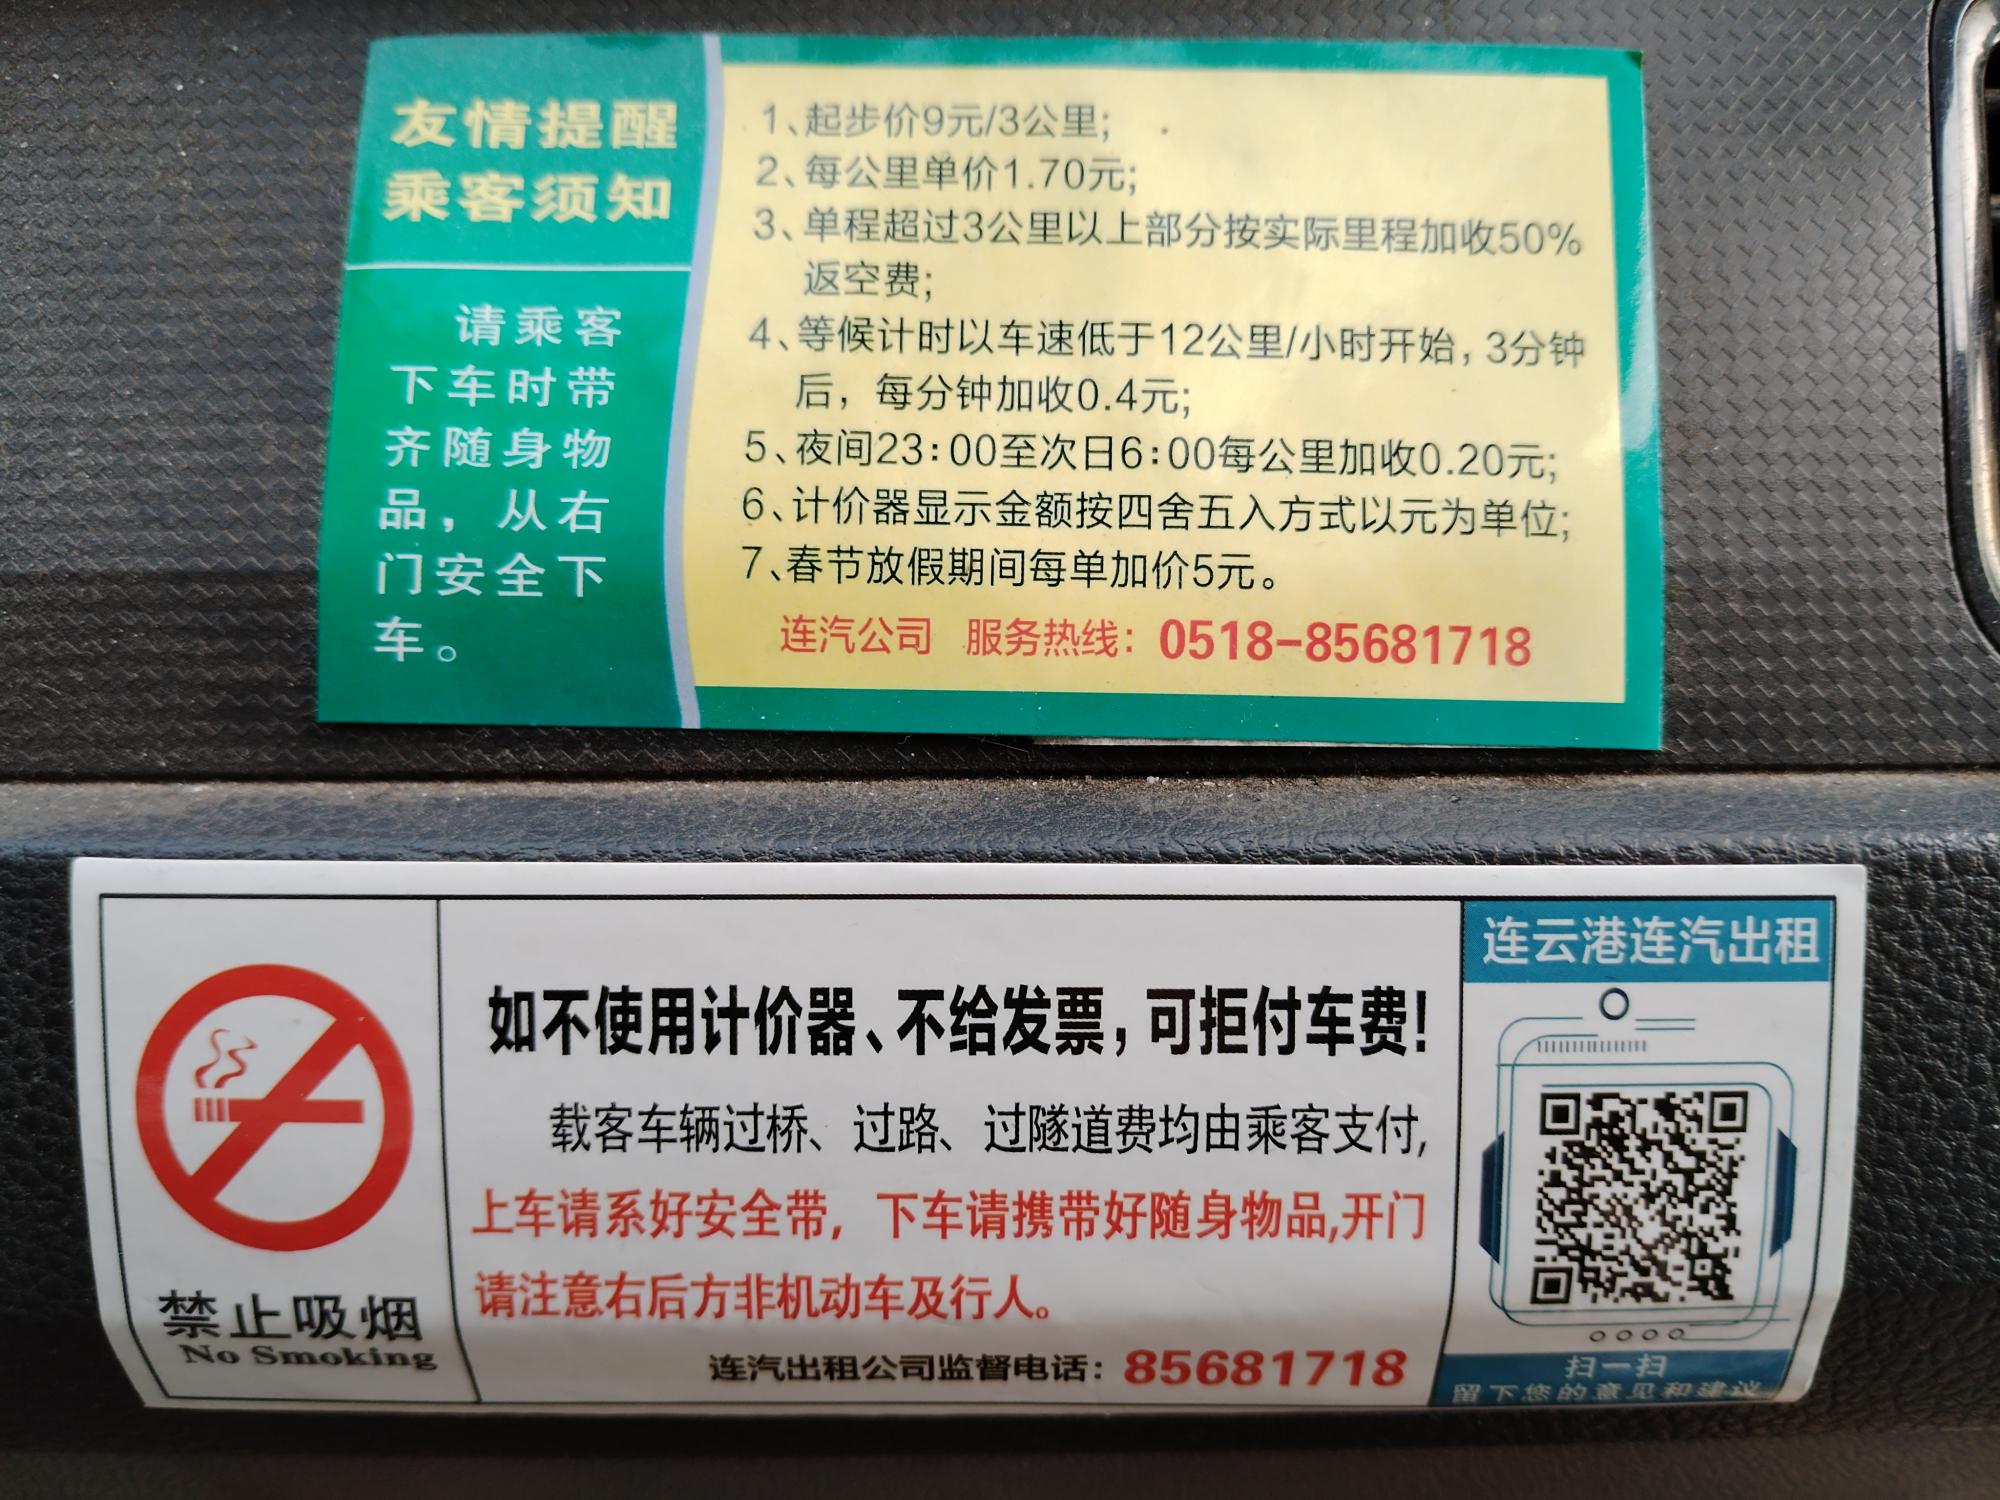 友情提醒
乘客须知
请乘客
下车时带
齐随身物
品，从右
门安全下
车。
1、起步价9元/3公里;
2、每公里单价1.70元;
3、单程超过3公里以上部分按实际里程加收50%
返空费;
4、等候计时以车速低于12公里/小时开始，3分钟
后，每分钟加收0.4元;
5、夜间23:00至次日6:00每公里加收0.20元;
6、计价器显示金额按四舍五入方式以元为单位;
7、春节放假期间每单加价5元。
连汽公司 服务热线：0518-85681718
禁止吸烟
No Smoking
如不使用计价器、不给发票，可拒付车费！
载客车辆过桥、过路、过隧道费均由乘客支付,
上车请系好安全带，下车请携带好随身物品,开门
请注意右后方非机动车及行人。
连汽出租公司监督电话：85681718
连云港连汽出租
扫一扫
留下您的意见和建议